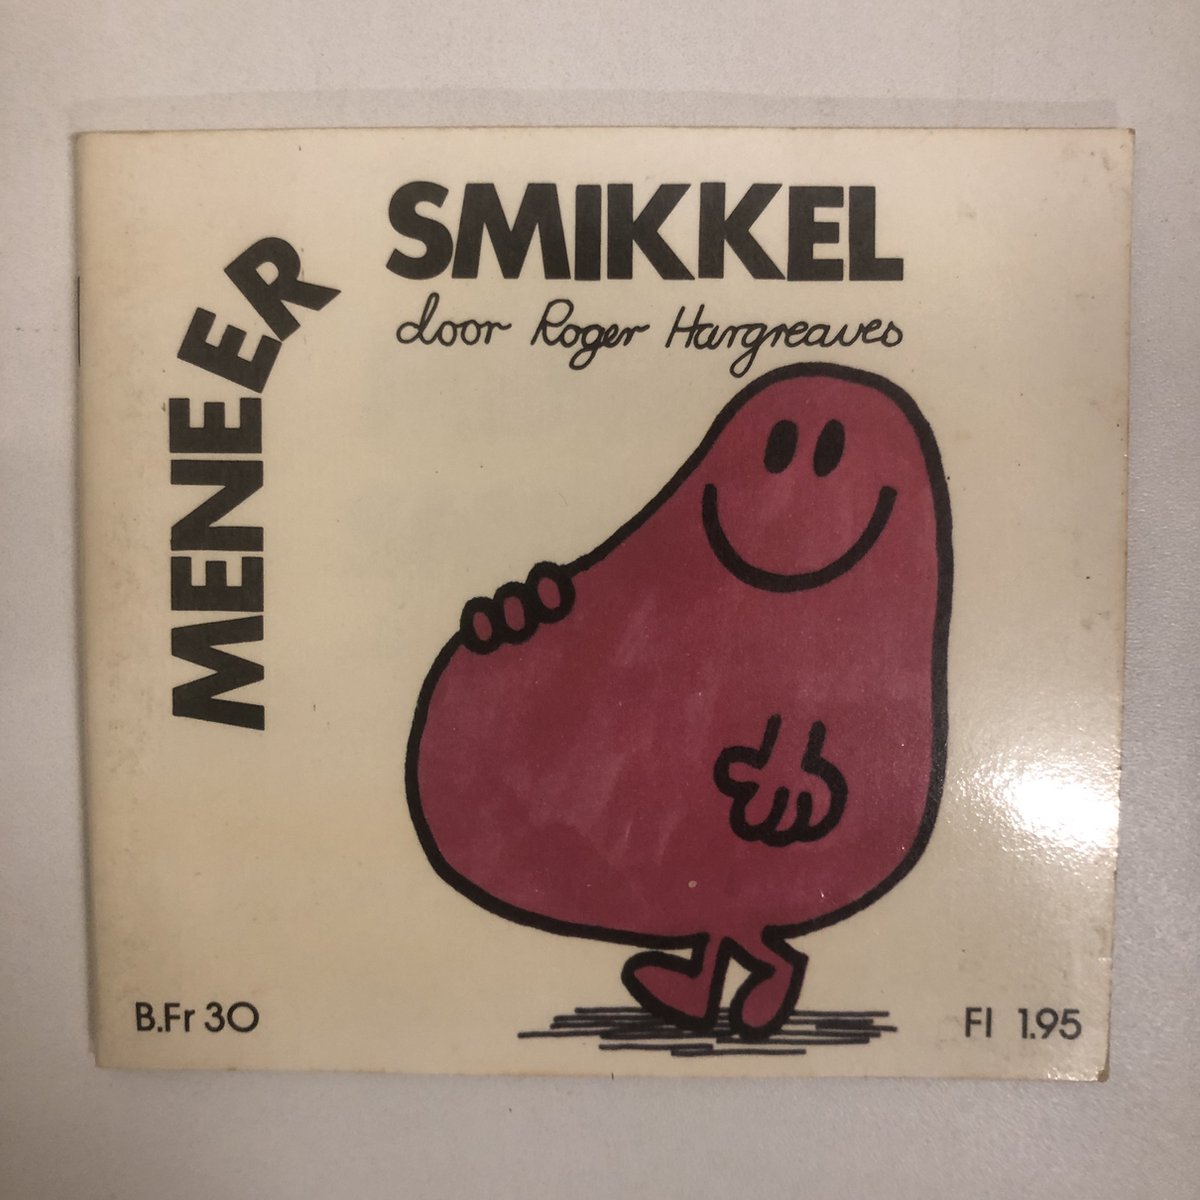 MENEER
SMIKKEL
door Roger Hargreaves
B.Fr 30
Fl 1.95